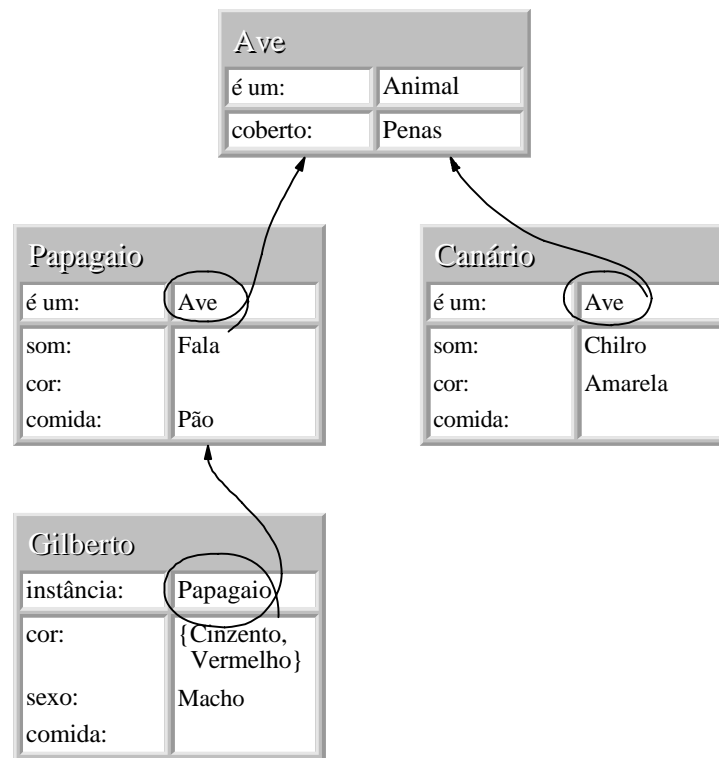 Ave
é um: Animal
coberto: Penas
Papagaio
é um: Ave
som: Fala
cor:
comida: Pão
Canário
é um: Ave
som: Chilro
cor: Amarela
comida:
Gilberto
instância: Papagaio
cor: {Cinzento,
Vermelho}
sexo: Macho
comida: